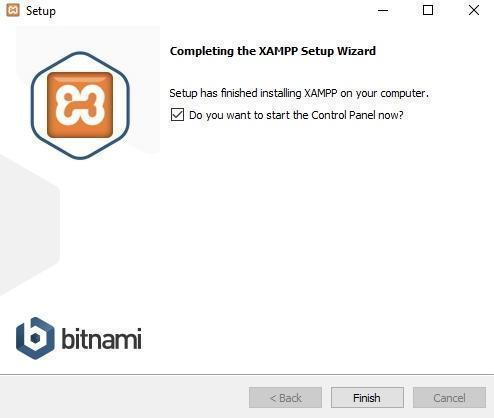 Setup
Completing the XAMPP Setup Wizard
Setup has finished installing XAMPP on your computer.
Do you want to start the Control Panel now?
bitnami
< Back
Finish
Cancel